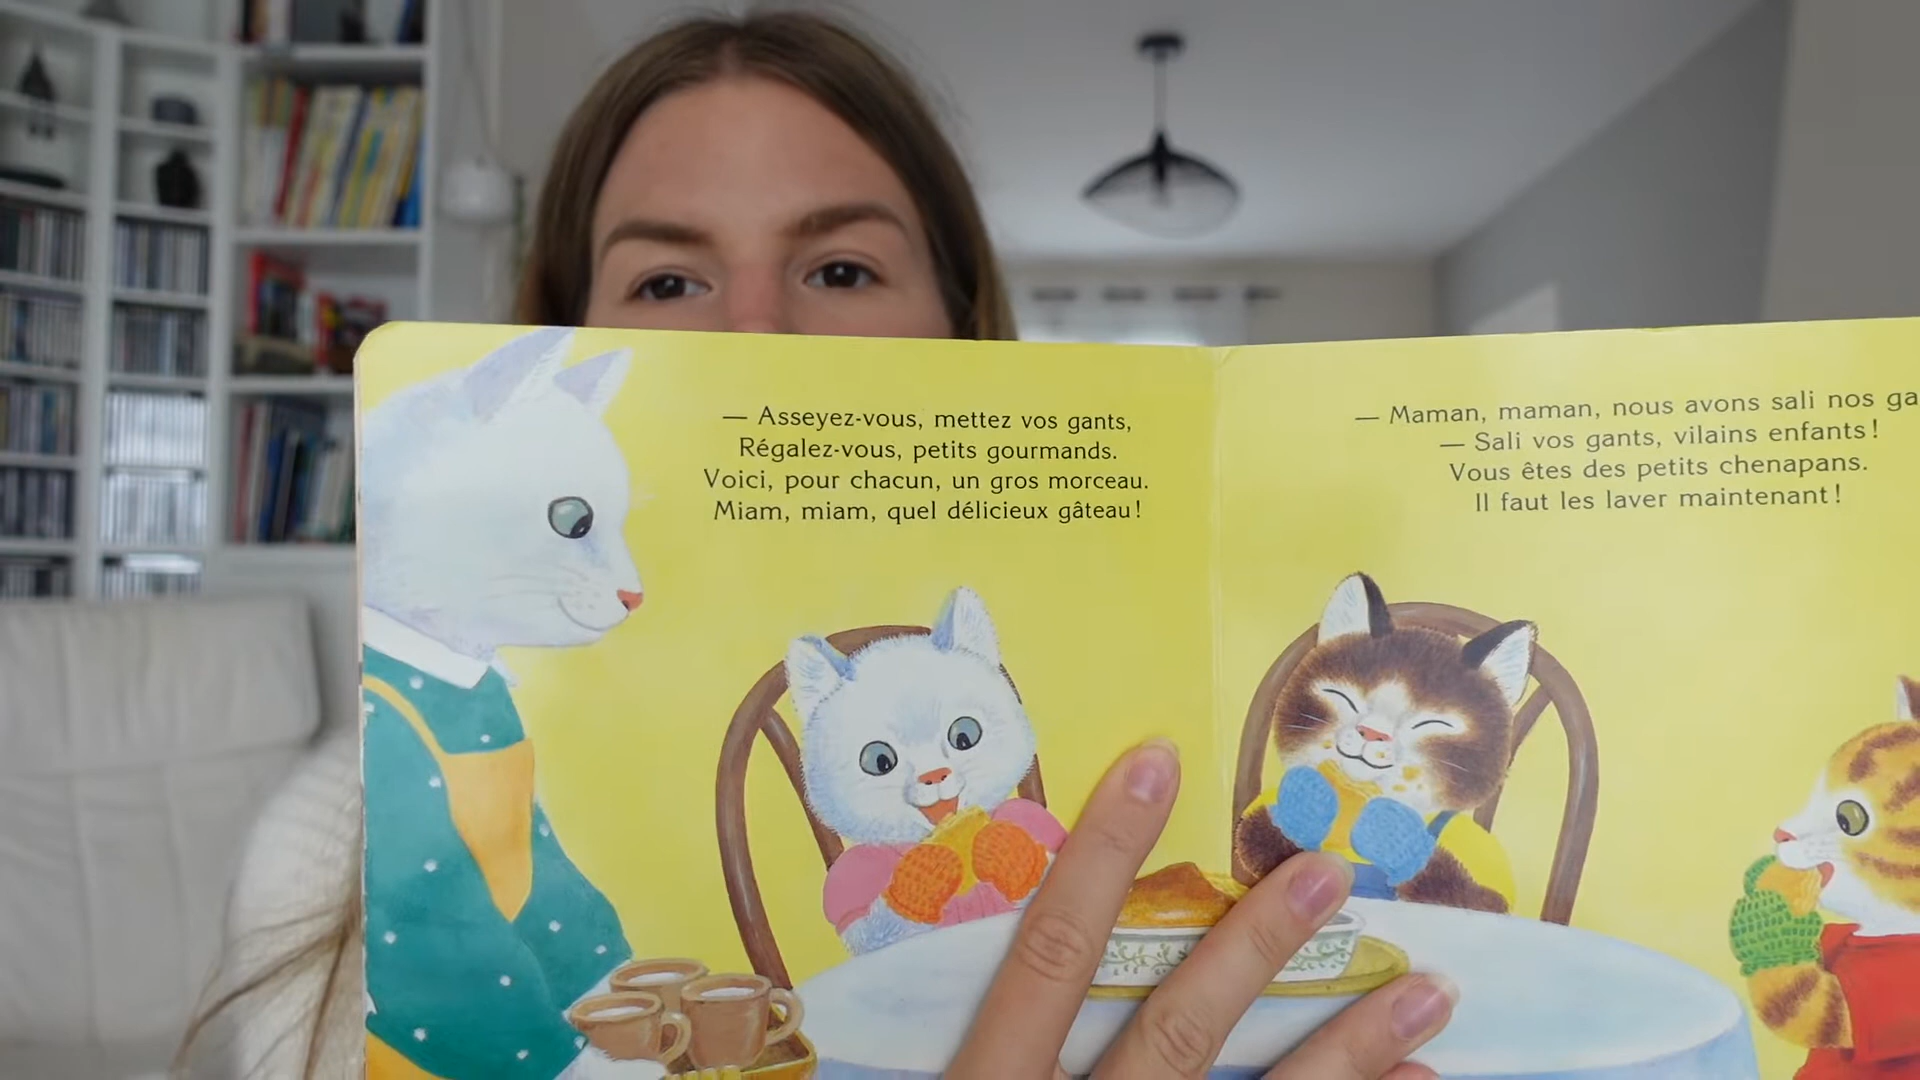 — Asseyez-vous, mettez vos gants,
Régalez-vous, petits gourmands.
Voici, pour chacun, un gros morceau.
Miam, miam, quel délicieux gâteau !
— Maman, maman, nous avons sali nos
— Sali vos gants, vilains enfants !
Vous êtes des petits chenapans.
Il faut les laver maintenant !